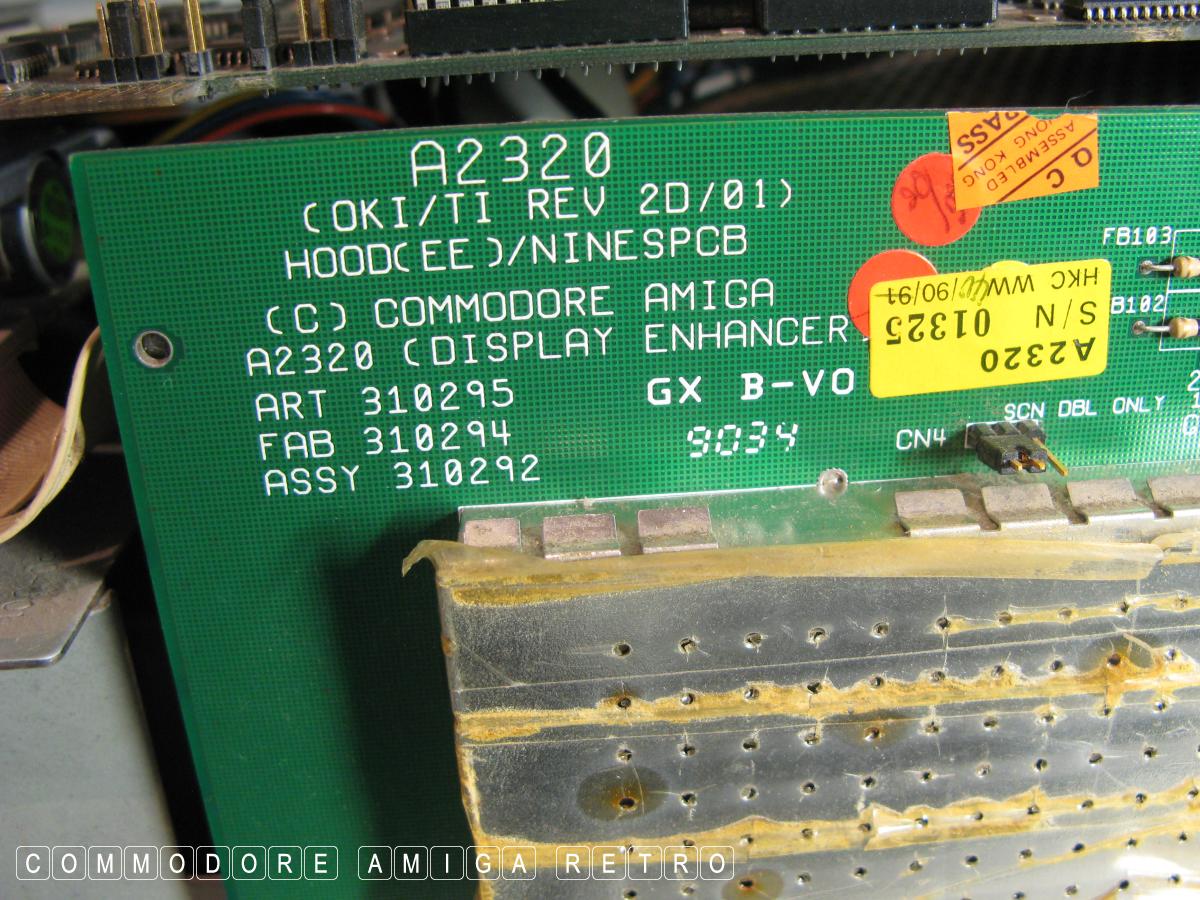 A2320
(OKI/TI REV 2D/01)
HOOD(EE)/NINESPCB
(C) COMMODORE AMIGA
A2320 (DISPLAY ENHANCER
ART 310295
FAB 310294
ASSY 310292
GX B-VO
9034
PASS
ASSEMBLED
HONG KONG
Q C
FB103
B102
A2320
S/N 01325
HKC WW/90/91
SCN DBL ONLY
CN4
COMMODORE AMIGA RETRO